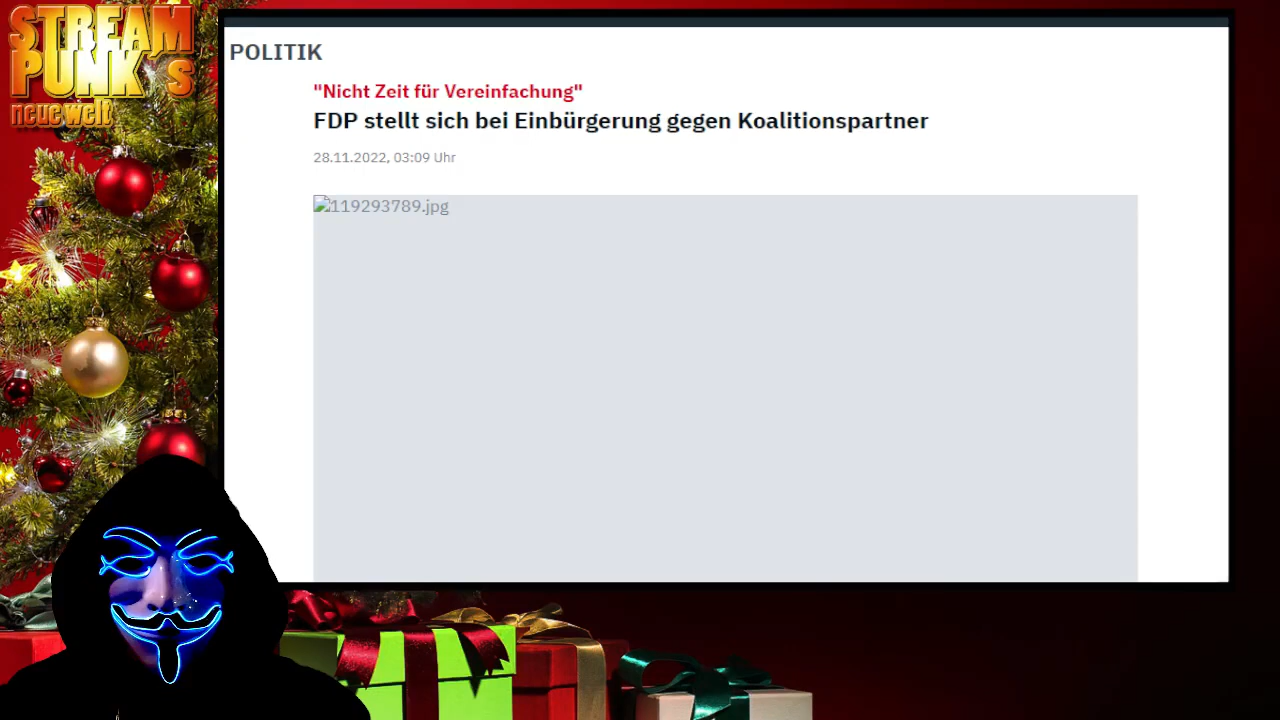 STREAM
PUNK´s
neue welt
POLITIK
"Nicht Zeit für Vereinfachung"
FDP stellt sich bei Einbürgerung gegen Koalitionspartner
28.11.2022, 03:09 Uhr
119293789.jpg